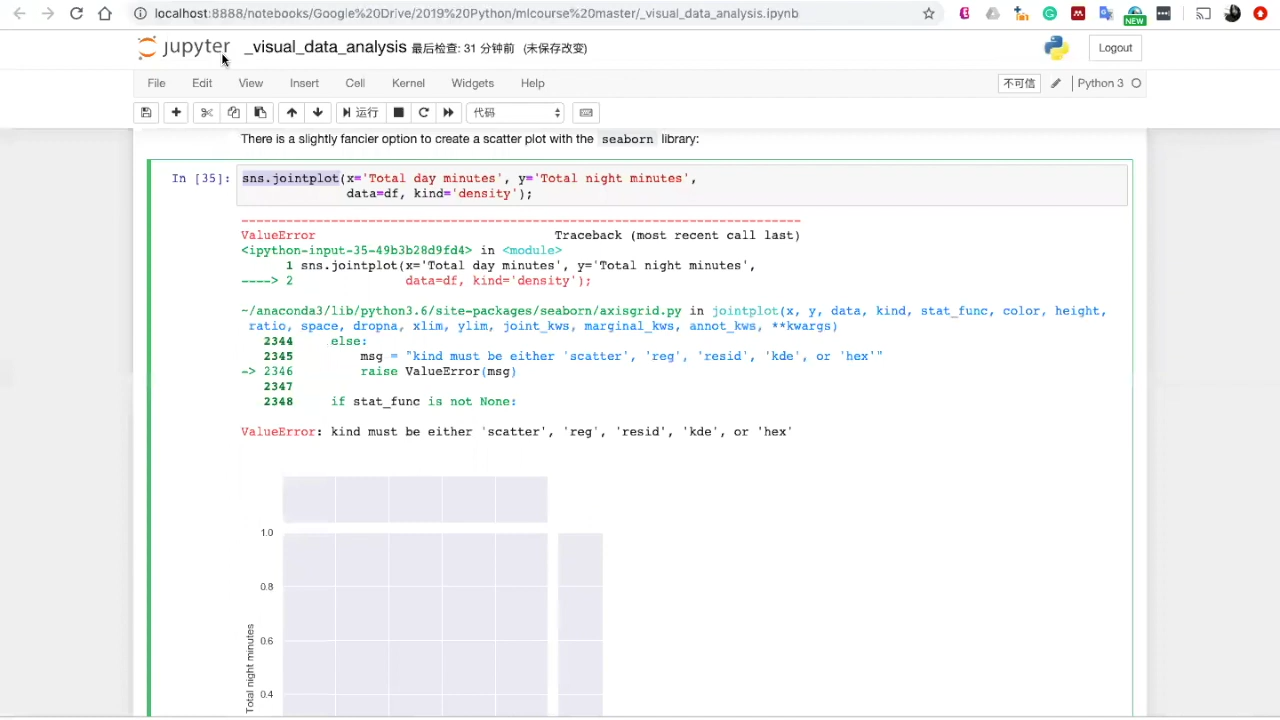 localhost:8888/notebooks/Google%20Drive/2019%20Python/mlcourse%20master/_visual_data_analysis.ipynb
NEW
jupyter _visual_data_analysis 最后检查: 31 分钟前 (未保存改变)
Logout
File Edit View Insert Cell Kernel Widgets Help 不可信 Python 3
运行 代码
There is a slightly fancier option to create a scatter plot with the seaborn library:
In [35]: sns.jointplot(x='Total day minutes', y='Total night minutes',
data=df, kind='density');
---------------------------------------------------------------------------
ValueError Traceback (most recent call last)
<ipython-input-35-49b3b28d9fd4> in <module>
1 sns.jointplot(x='Total day minutes', y='Total night minutes',
----> 2 data=df, kind='density');
~/anaconda3/lib/python3.6/site-packages/seaborn/axisgrid.py in jointplot(x, y, data, kind, stat_func, color, height,
ratio, space, dropna, xlim, ylim, joint_kws, marginal_kws, annot_kws, **kwargs)
2344 else:
2345 msg = "kind must be either 'scatter', 'reg', 'resid', 'kde', or 'hex'"
-> 2346 raise ValueError(msg)
2347
2348 if stat_func is not None:
ValueError: kind must be either 'scatter', 'reg', 'resid', 'kde', or 'hex'
1.0
0.8
0.6
0.4
Total night minutes